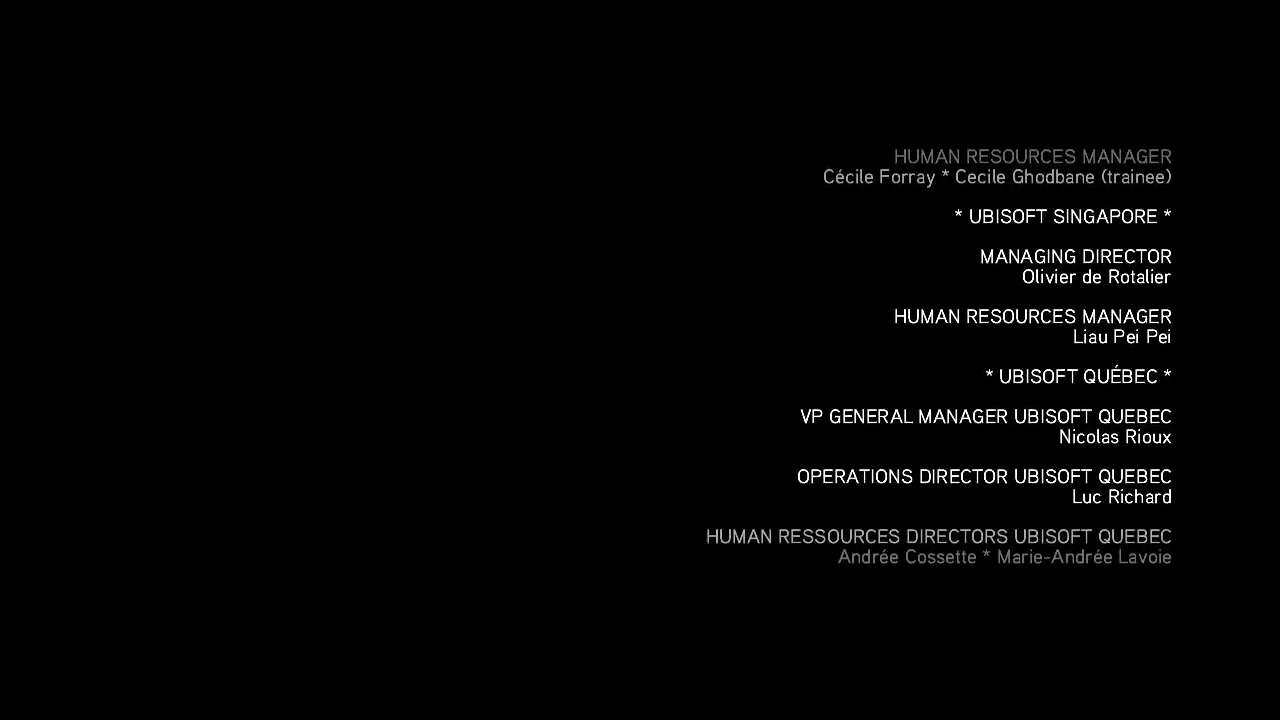 HUMAN RESOURCES MANAGER
Cécile Forray * Cecile Ghodbane (trainee)
* UBISOFT SINGAPORE *
MANAGING DIRECTOR
Olivier de Rotalier
HUMAN RESOURCES MANAGER
Liau Pei Pei
* UBISOFT QUÉBEC *
VP GENERAL MANAGER UBISOFT QUEBEC
Nicolas Rioux
OPERATIONS DIRECTOR UBISOFT QUEBEC
Luc Richard
HUMAN RESSOURCES DIRECTORS UBISOFT QUEBEC
Andrée Cossette * Marie-Andrée Lavoie